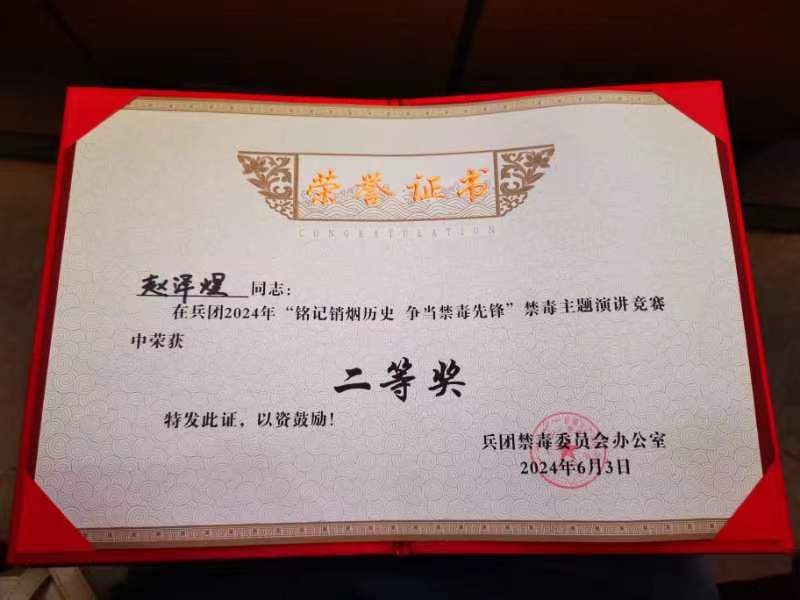 荣誉证书
CONGRATULATION
赵泽煜 同志：
在兵团2024年“铭记销烟历史 争当禁毒先锋”禁毒主题演讲竞赛
中荣获
二等奖
特发此证，以资鼓励！
兵团禁毒委员会办公室
2024年6月3日